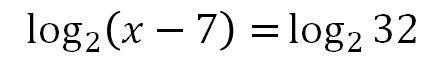 log₂(x − 7) = log₂ 32